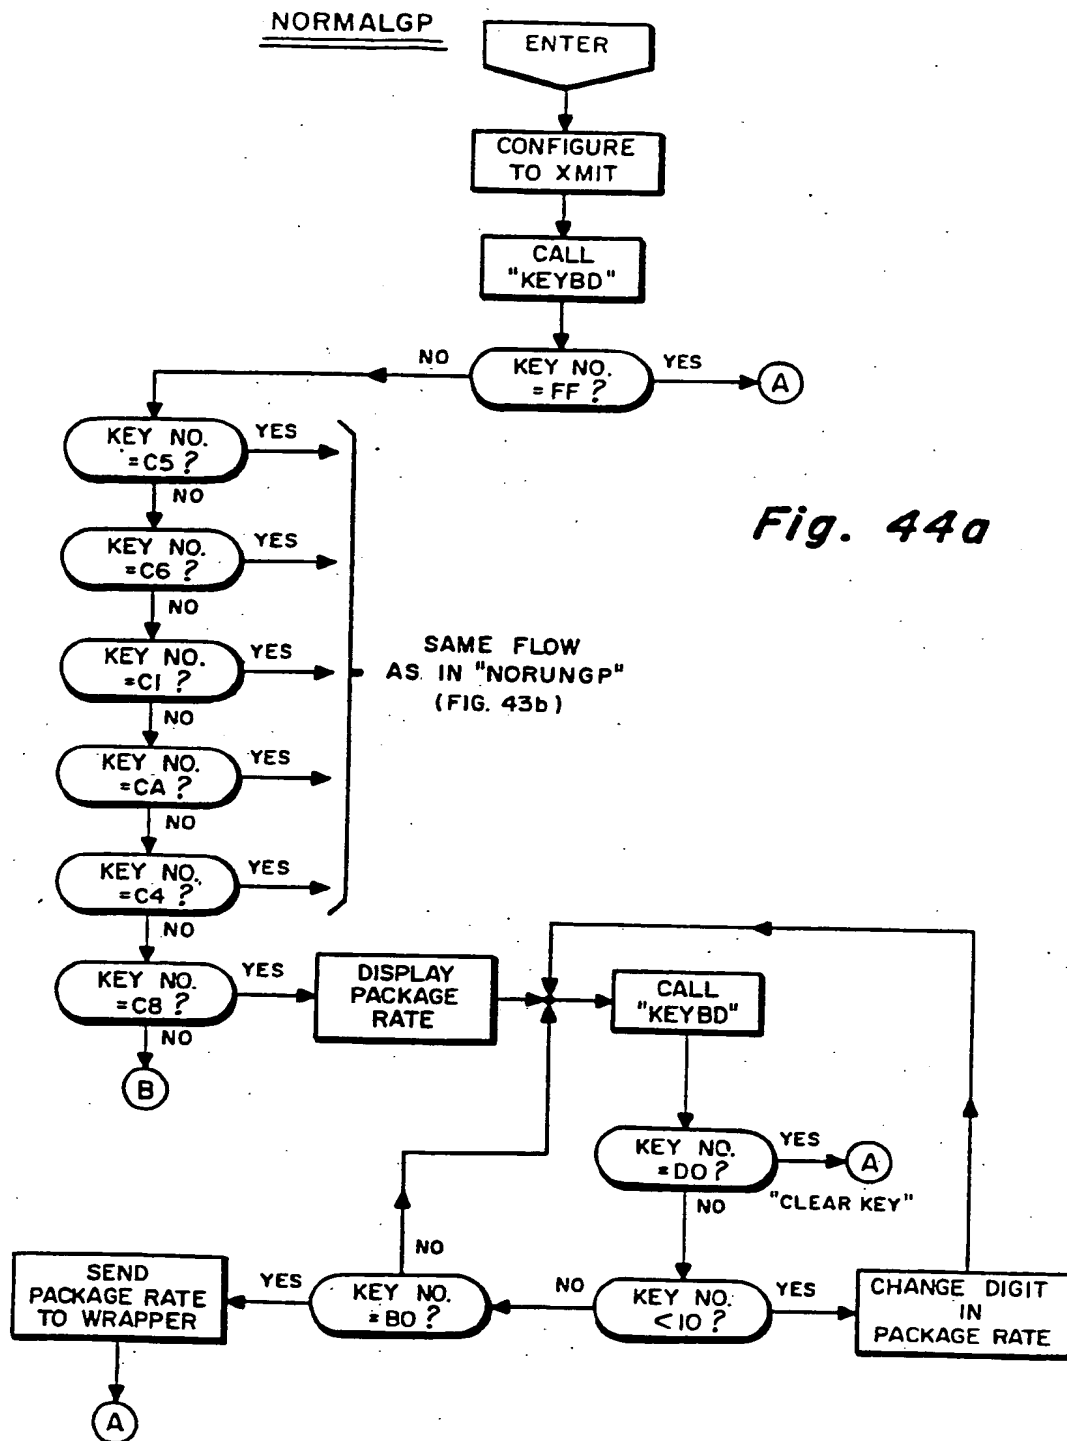 NORMALGP
ENTER
CONFIGURE
TO XMIT
CALL
"KEYBD"
NO
KEY NO.
=FF?
YES
A
KEY NO.
=C5?
YES
NO
Fig. 44a
KEY NO.
=C6?
YES
NO
KEY NO.
=C1?
YES
NO
SAME FLOW
AS IN "NORUNGP"
(FIG. 43b)
KEY NO.
=CA?
YES
NO
KEY NO.
=C4?
YES
NO
KEY NO.
=C8?
YES
NO
B
DISPLAY
PACKAGE
RATE
CALL
"KEYBD"
KEY NO.
=D0?
YES
A
"CLEAR KEY"
NO
KEY NO.
<10?
YES
CHANGE DIGIT
IN
PACKAGE RATE
NO
KEY NO.
=B0?
NO
YES
SEND
PACKAGE RATE
TO WRAPPER
A